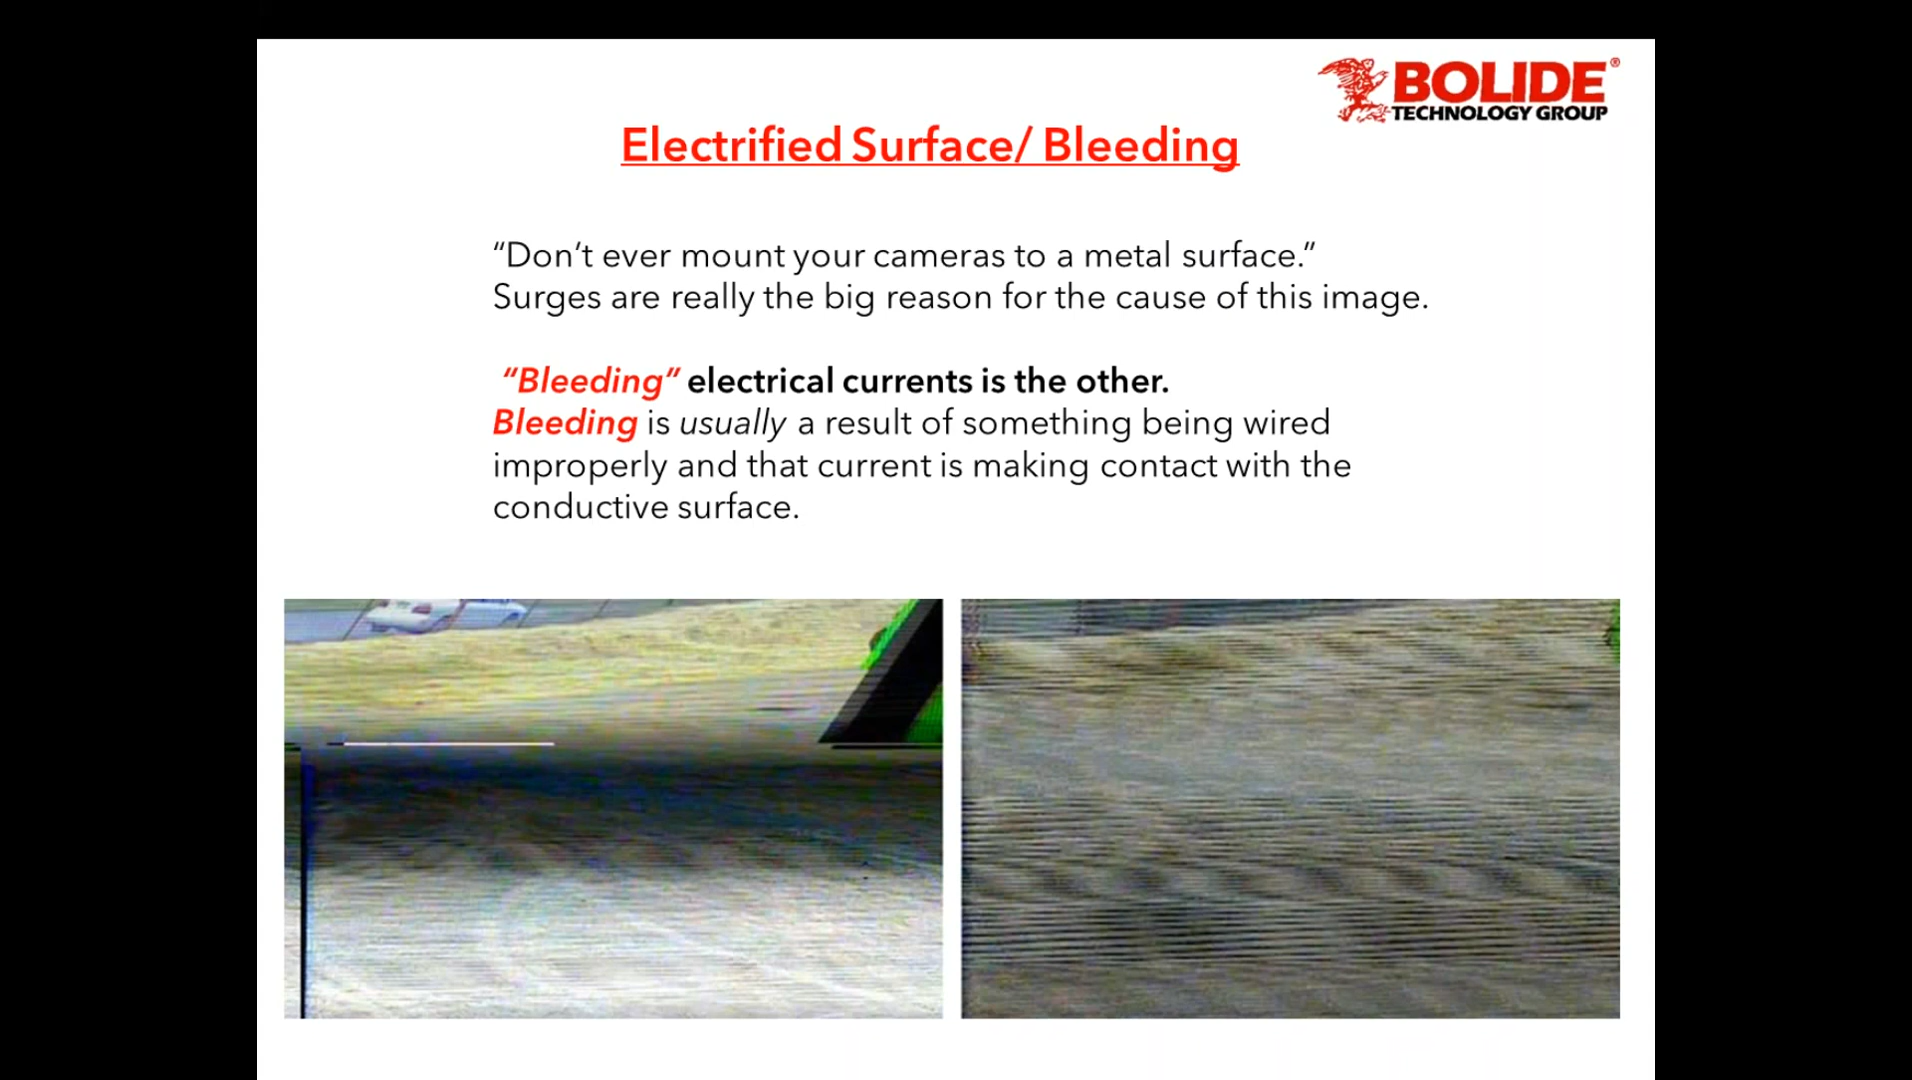 BOLIDE®
TECHNOLOGY GROUP
Electrified Surface/ Bleeding
“Don’t ever mount your cameras to a metal surface.”
Surges are really the big reason for the cause of this image.
“Bleeding” electrical currents is the other.
Bleeding is usually a result of something being wired
improperly and that current is making contact with the
conductive surface.